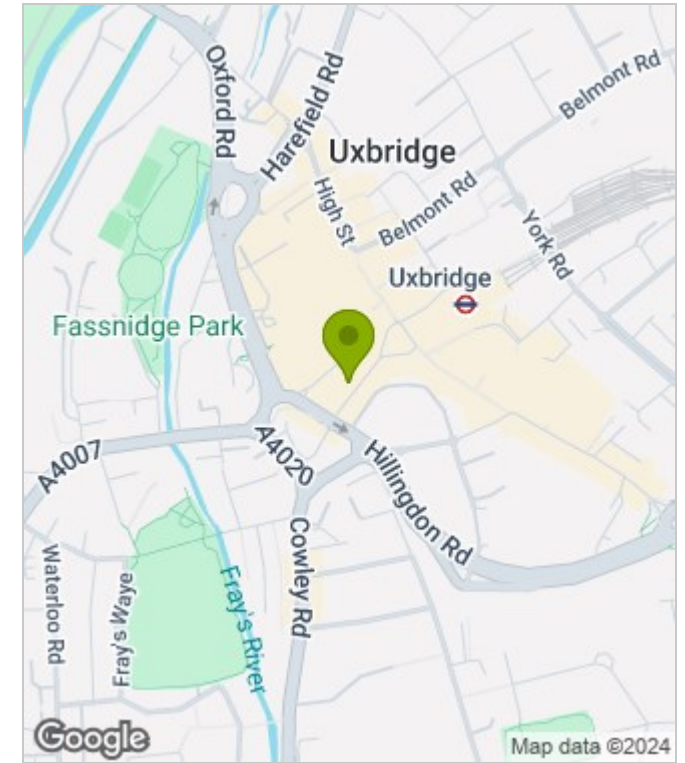 Oxford Rd
Harefield Rd
Belmont Rd
Uxbridge
High St
Belmont Rd
York Rd
Uxbridge
Fassnidge Park
A4007
A4020
Hillingdon Rd
Cowley Rd
Waterloo Rd
Fray's Waye
Fray's River
Google
Map data ©2024